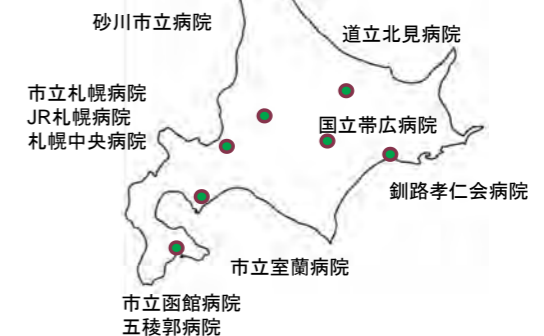 砂川市立病院
道立北見病院
市立札幌病院
JR札幌病院
札幌中央病院
国立帯広病院
釧路孝仁会病院
市立室蘭病院
市立函館病院
五稜郭病院